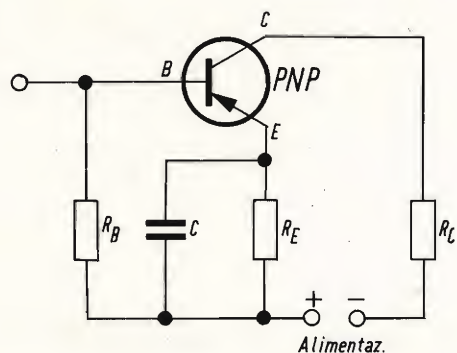 C
B
PNP
E
R_B
C
R_E
R_C
+ −
Alimentaz.